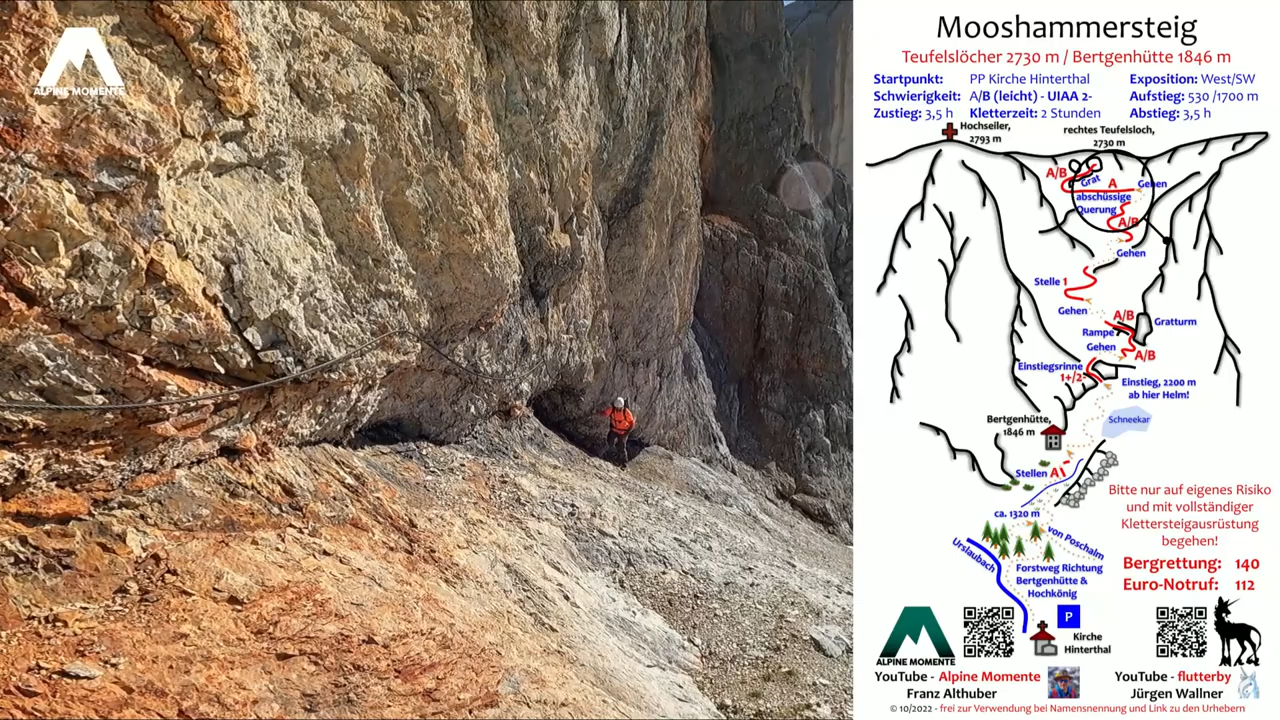 ALPINE MOMENTE
Mooshammersteig
Teufelslöcher 2730 m / Bertgenhütte 1846 m
Startpunkt: PP Kirche Hinterthal
Exposition: West/SW
Schwierigkeit: A/B (leicht) - UIAA 2-
Aufstieg: 530 /1700 m
Zustieg: 3,5 h
Kletterzeit: 2 Stunden
Abstieg: 3,5 h
Hochseiler,
2793 m
rechtes Teufelsloch,
2730 m
A/B
Grat
A
Gehen
abschüssige
Querung
A/B
Gehen
Stelle 1
Gehen
A/B
Gratturm
Rampe
Gehen
A/B
Einstiegsrinne
1+/2-
Einstieg, 2200 m
ab hier Helm!
Bertgenhütte,
1846 m
Schneekar
Stellen A
Bitte nur auf eigenes Risiko
und mit vollständiger
Klettersteigausrüstung
begehen!
ca. 1320 m
von Poschalm
Urslaubach
Forstweg Richtung
Bertgenhütte &
Hochkönig
Bergrettung: 140
Euro-Notruf: 112
P
Kirche
Hinterthal
ALPINE MOMENTE
YouTube - Alpine Momente
Franz Althuber
YouTube - flutterby
Jürgen Wallner
© 10/2022 - frei zur Verwendung bei Namensnennung und Link zu den Urhebern